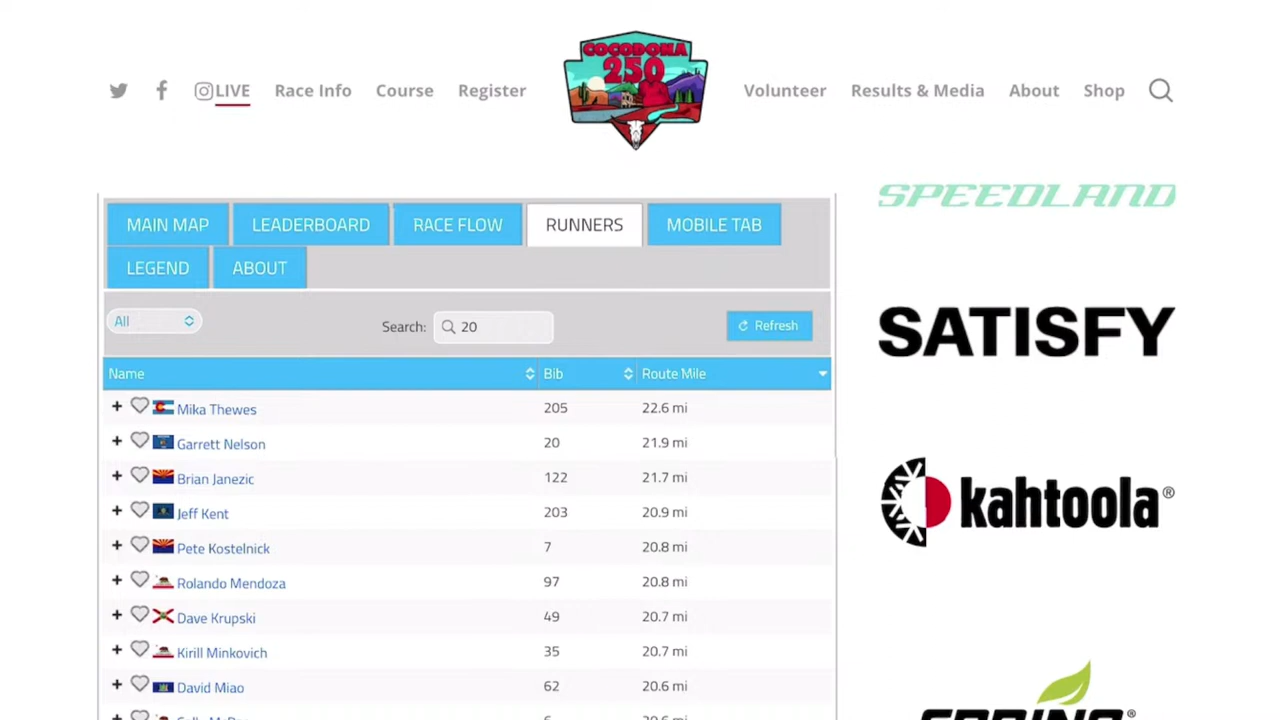 LIVE Race Info Course Register
COCODONA
250
Volunteer Results & Media About Shop
SPEEDLAND
MAIN MAP LEADERBOARD RACE FLOW RUNNERS MOBILE TAB
LEGEND ABOUT
All Search: 20 Refresh
SATISFY
Name Bib Route Mile
+ Mika Thewes 205 22.6 mi
+ Garrett Nelson 20 21.9 mi
+ Brian Janezic 122 21.7 mi
kahtoola®
+ Jeff Kent 203 20.9 mi
+ Pete Kostelnick 7 20.8 mi
+ Rolando Mendoza 97 20.8 mi
+ Dave Krupski 49 20.7 mi
+ Kirill Minkovich 35 20.7 mi
+ David Miao 62 20.6 mi